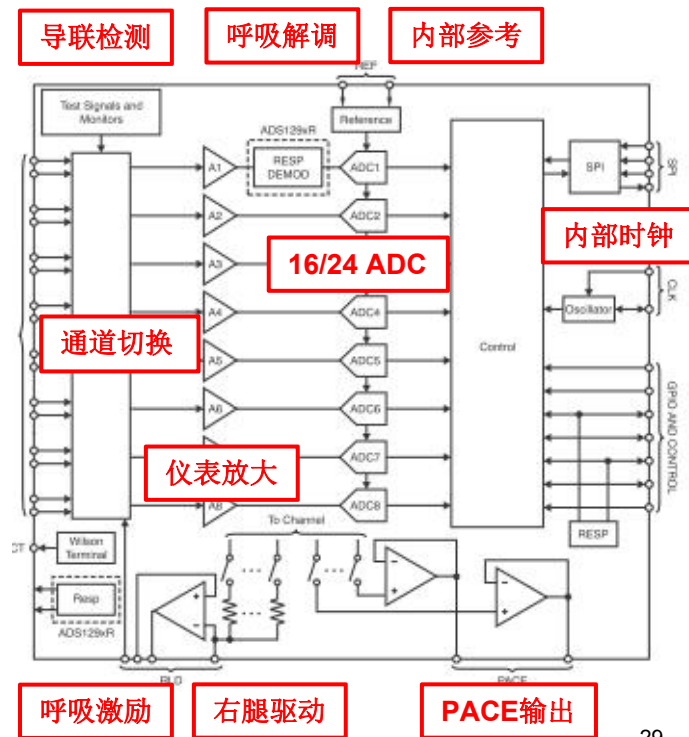 导联检测 呼吸解调 内部参考
REF
Test Signals and
Monitors
Reference
ADS129xR
A1
RESP
DEMOD
ADC1
SPI
SPI
A2
ADC2
A3
16/24 ADC
内部时钟
CLK
A4
ADC4
Oscillator
通道切换
Control
A5
ADC5
A6
ADC6
GPIO AND CONTROL
仪表放大
ADC7
A8
ADC8
To Channel
RESP
CT
Wilson
Terminal
Resp
ADS129xR
RLD
PACE
呼吸激励 右腿驱动 PACE输出
29